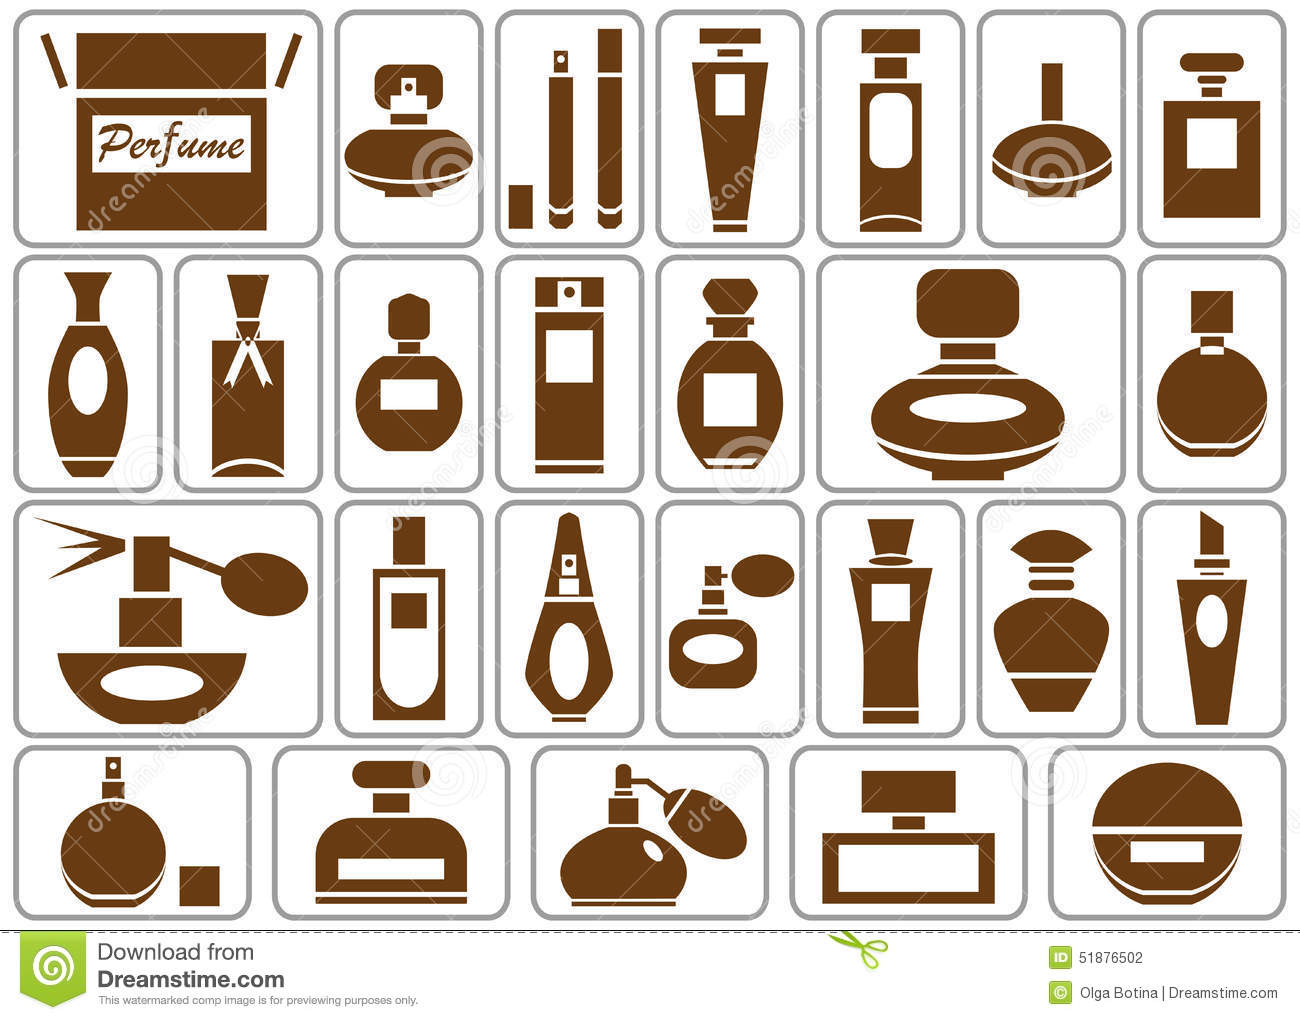 Perfume
Download from
Dreamstime.com
This watermarked comp image is for previewing purposes only.
ID 51876502
© Olga Botina | Dreamstime.com